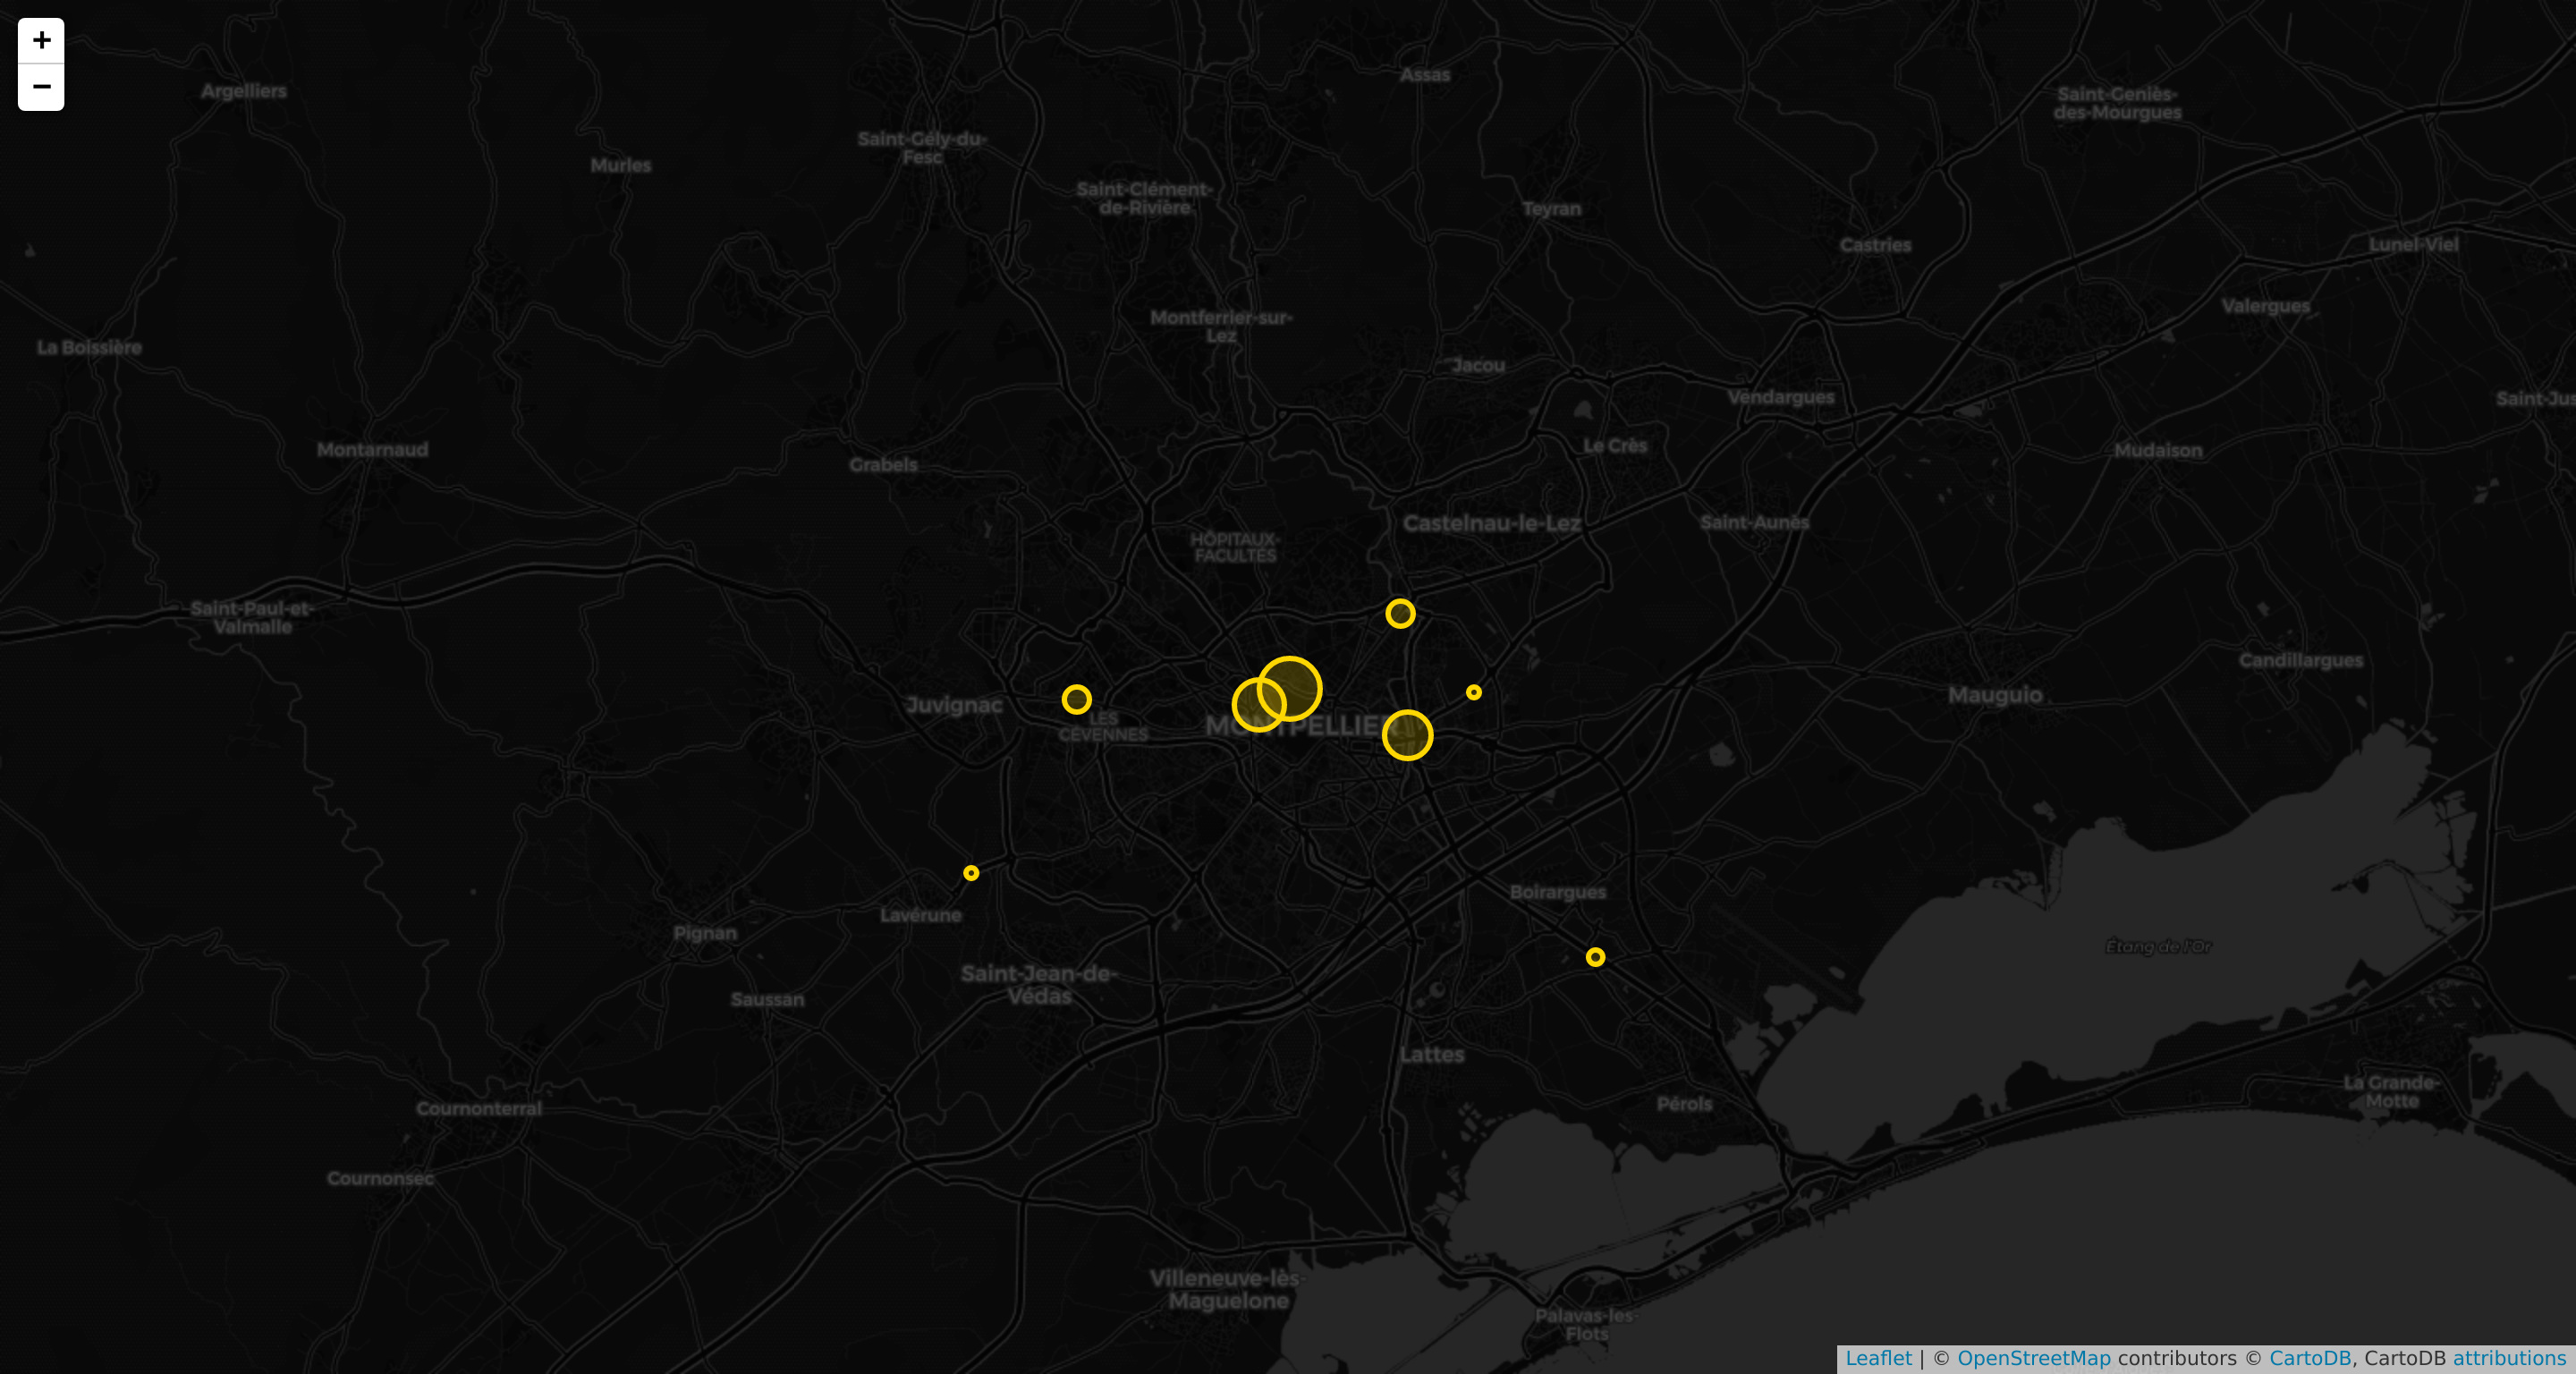 +
−
Argelliers
Assas
Saint-Geniès-
des-Mourgues
Saint-Gély-du-
Fesc
Murles
Saint-Clément-
de-Rivière
Teyran
Castries
Lunel-Viel
Valergues
Montferrier-sur-
Lez
La Boissière
Jacou
Vendargues
Saint-Jus
Le Crès
Montarnaud
Mudaison
Grabels
Castelnau-le-Lez
Saint-Aunès
HÔPITAUX-
FACULTÉS
Saint-Paul-et-
Valmalle
Candillargues
Mauguio
Juvignac
LES
CÉVENNES
MONTPELLIER
Boirargues
Lavérune
Pignan
Étang de l'Or
Saint-Jean-de-
Védas
Saussan
Lattes
La Grande-
Motte
Pérols
Cournonterral
Cournonsec
Villeneuve-lès-
Maguelone
Palavas-les-
Flots
Leaflet | © OpenStreetMap contributors © CartoDB, CartoDB attributions